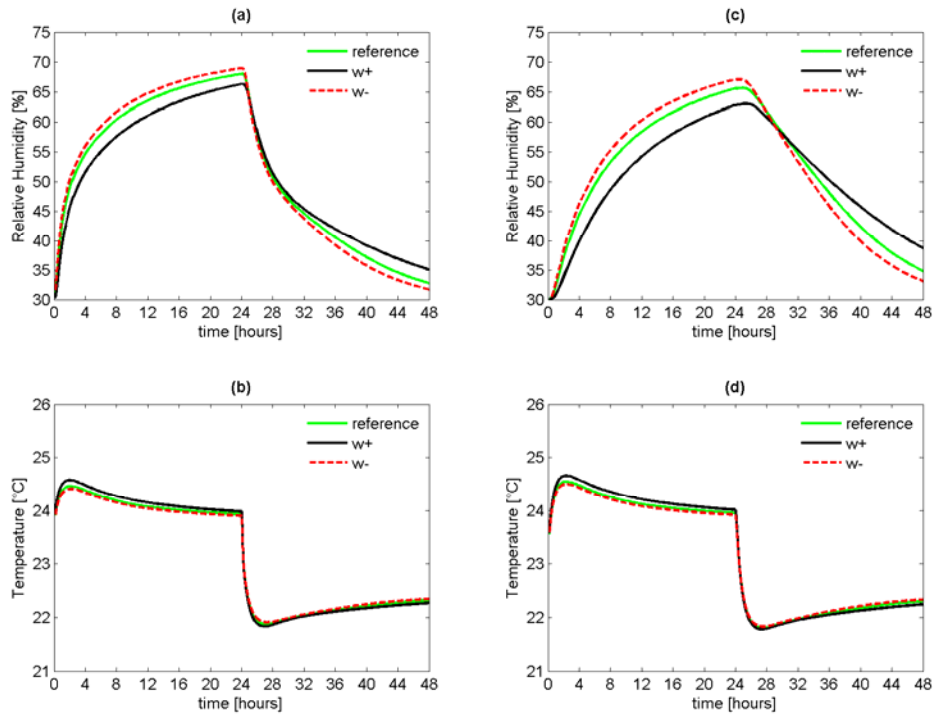 (a)
Relative Humidity [%]
75
70
65
60
55
50
45
40
35
30
reference
w+
w-
0 4 8 12 16 20 24 28 32 36 40 44 48
time [hours]
(c)
Relative Humidity [%]
75
70
65
60
55
50
45
40
35
30
reference
w+
w-
0 4 8 12 16 20 24 28 32 36 40 44 48
time [hours]
(b)
Temperature [°C]
26
25
24
23
22
21
reference
w+
w-
0 4 8 12 16 20 24 28 32 36 40 44 48
time [hours]
(d)
Temperature [°C]
26
25
24
23
22
21
reference
w+
w-
0 4 8 12 16 20 24 28 32 36 40 44 48
time [hours]